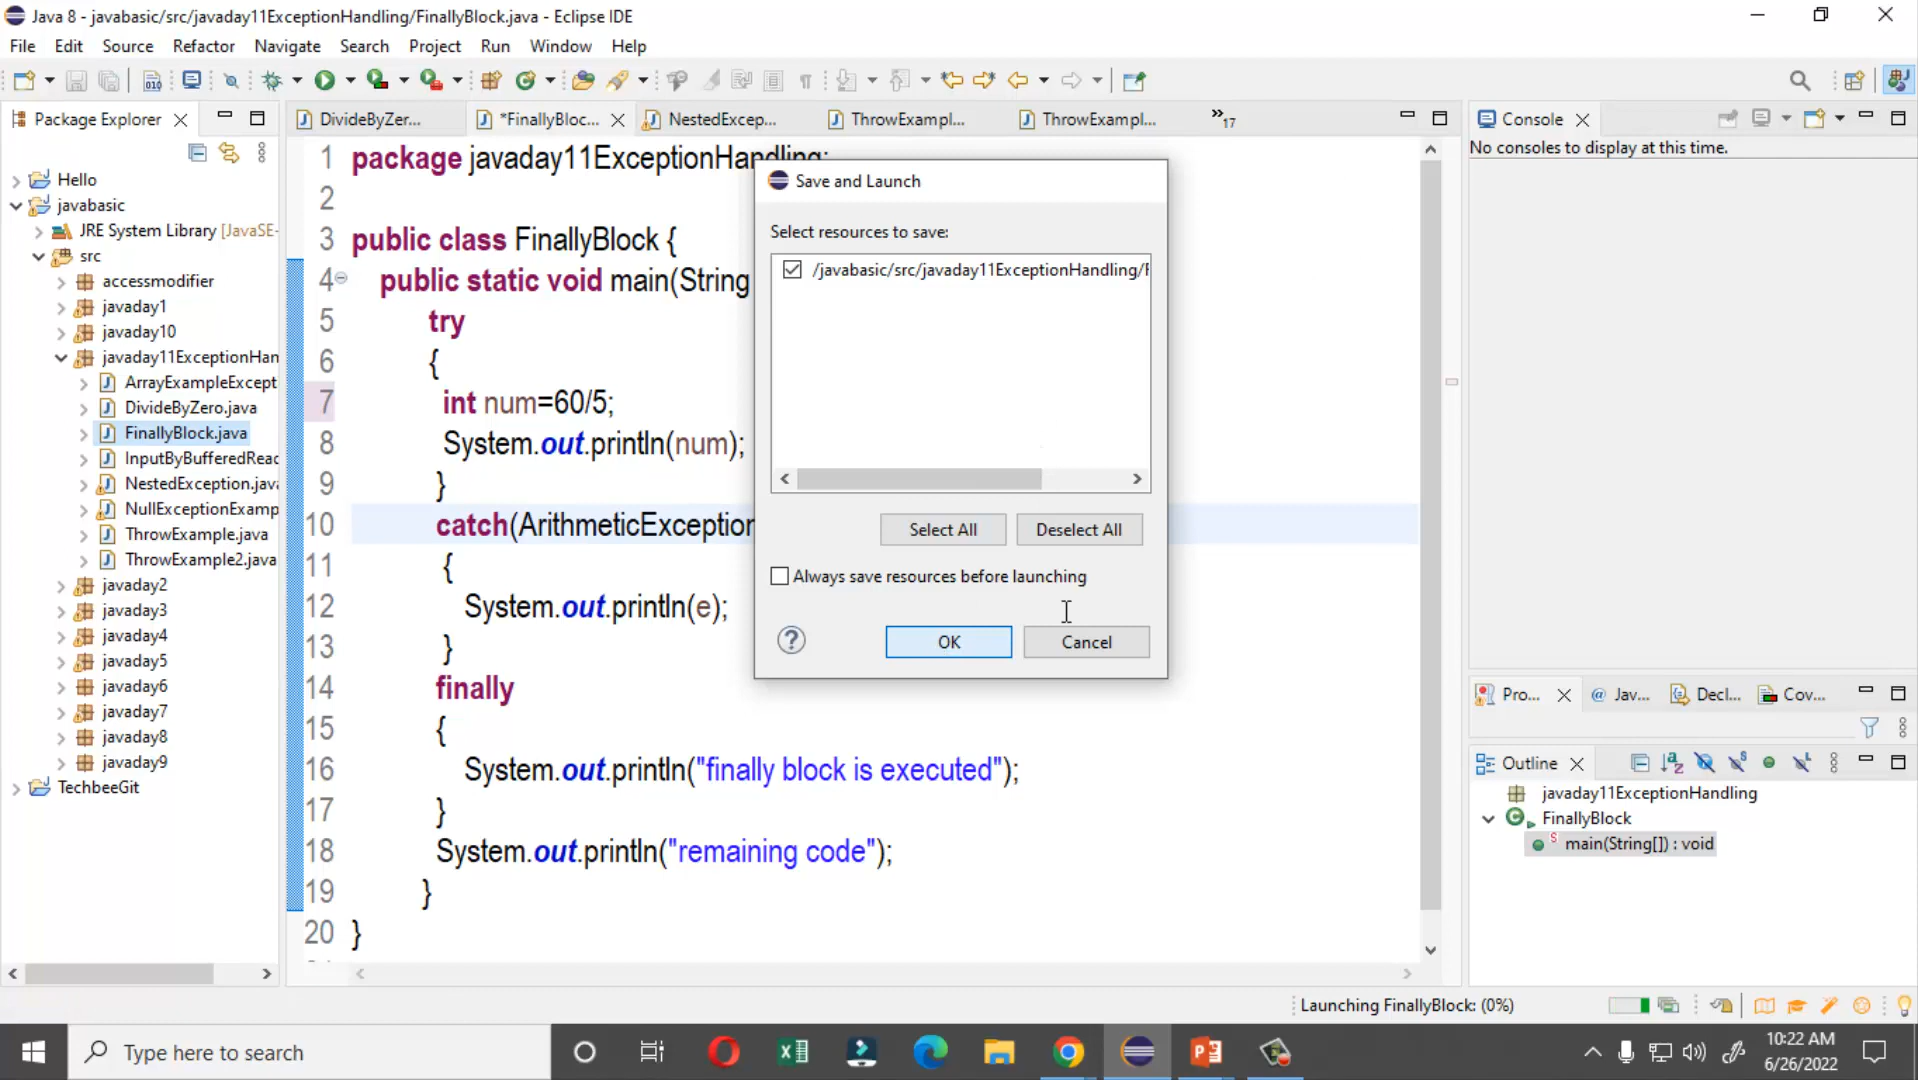 Java 8 - javabasic/src/javaday11ExceptionHandling/FinallyBlock.java - Eclipse IDE
File Edit Source Refactor Navigate Search Project Run Window Help
Package Explorer
Hello
javabasic
JRE System Library [JavaSE-
src
accessmodifier
javaday1
javaday10
javaday11ExceptionHan
ArrayExampleExcept
DivideByZero.java
FinallyBlock.java
InputByBufferedReac
NestedException.java
NullExceptionExamp
ThrowExample.java
ThrowExample2.java
javaday2
javaday3
javaday4
javaday5
javaday6
javaday7
javaday8
javaday9
TechbeeGit
DivideByZer... *FinallyBloc... NestedExcep... ThrowExampl... ThrowExampl... »17
1 package javaday11ExceptionHandling;
2
3 public class FinallyBlock {
4 public static void main(String
5 try
6 {
7 int num=60/5;
8 System.out.println(num);
9 }
10 catch(ArithmeticException
11 {
12 System.out.println(e);
13 }
14 finally
15 {
16 System.out.println("finally block is executed");
17 }
18 System.out.println("remaining code");
19 }
20 }
Save and Launch
Select resources to save:
/javabasic/src/javaday11ExceptionHandling/F
Select All Deselect All
Always save resources before launching
OK Cancel
Console
No consoles to display at this time.
Pro... Jav... Decl... Cov...
Outline
javaday11ExceptionHandling
FinallyBlock
main(String[]) : void
Launching FinallyBlock: (0%)
Type here to search
10:22 AM
6/26/2022